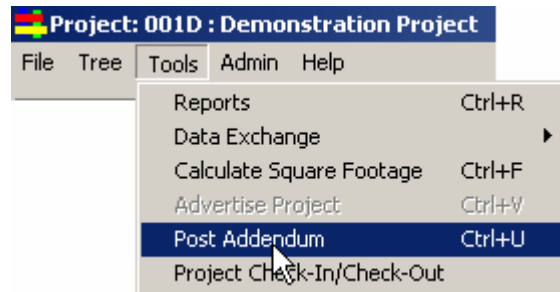 Project: 001D : Demonstration Proj
File Tree Tools Admin Help
Reports Ctrl+R
Data Exchange
Calculate Square Footage Ctrl+F
Advertise Project Ctrl+V
Post Addendum Ctrl+U
Project Check-In/Check-Out